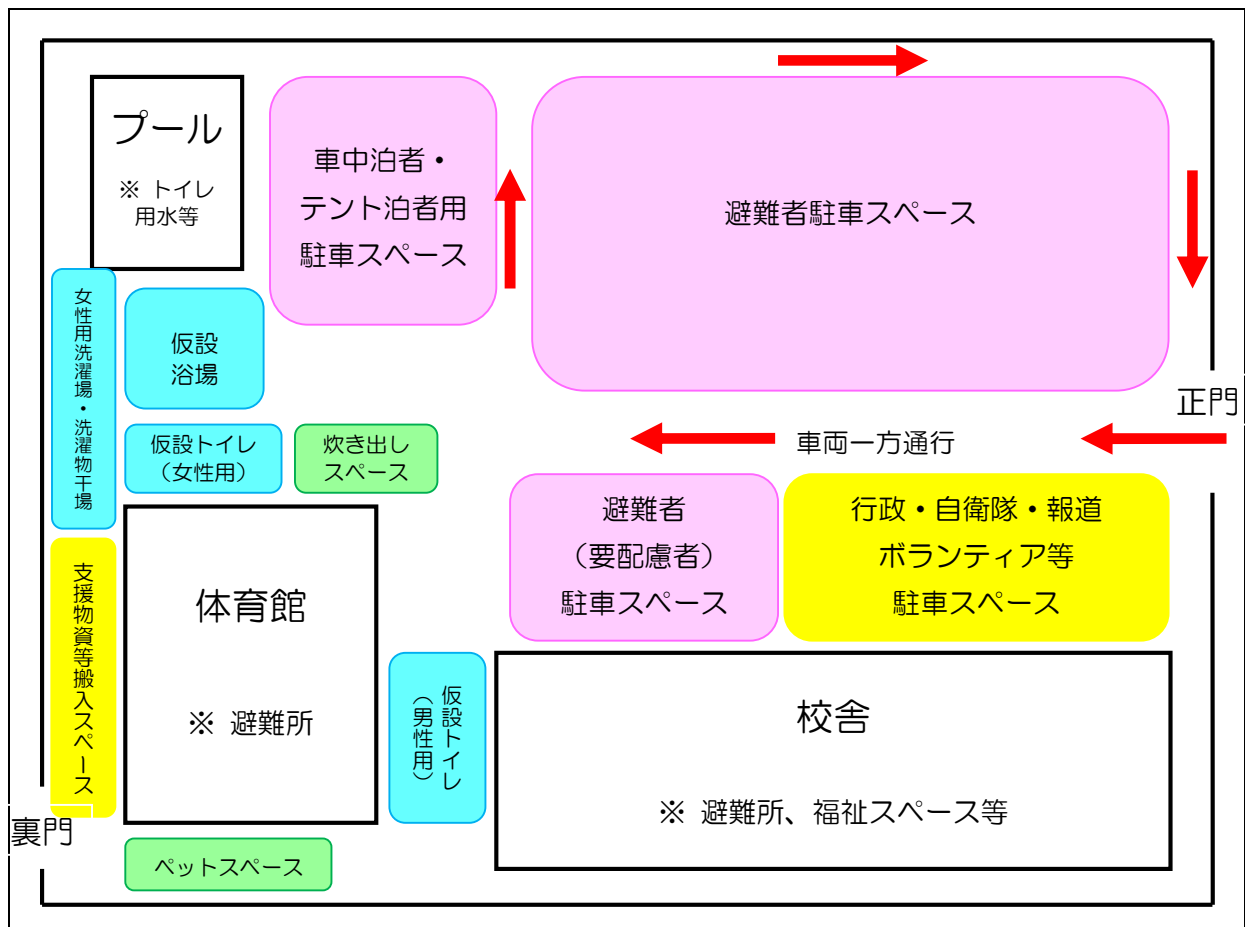 プール
※ トイレ
用水等
車中泊者・
テント泊者用
駐車スペース
避難者駐車スペース
女性用洗濯場・洗濯物干場
仮設
浴場
正門
仮設トイレ
（女性用）
炊き出し
スペース
車両一方通行
避難者
（要配慮者）
駐車スペース
行政・自衛隊・報道
ボランティア等
駐車スペース
支援物資等搬入スペース
体育館
※ 避難所
仮設トイレ
（男性用）
校舎
※ 避難所、福祉スペース等
裏門
ペットスペース